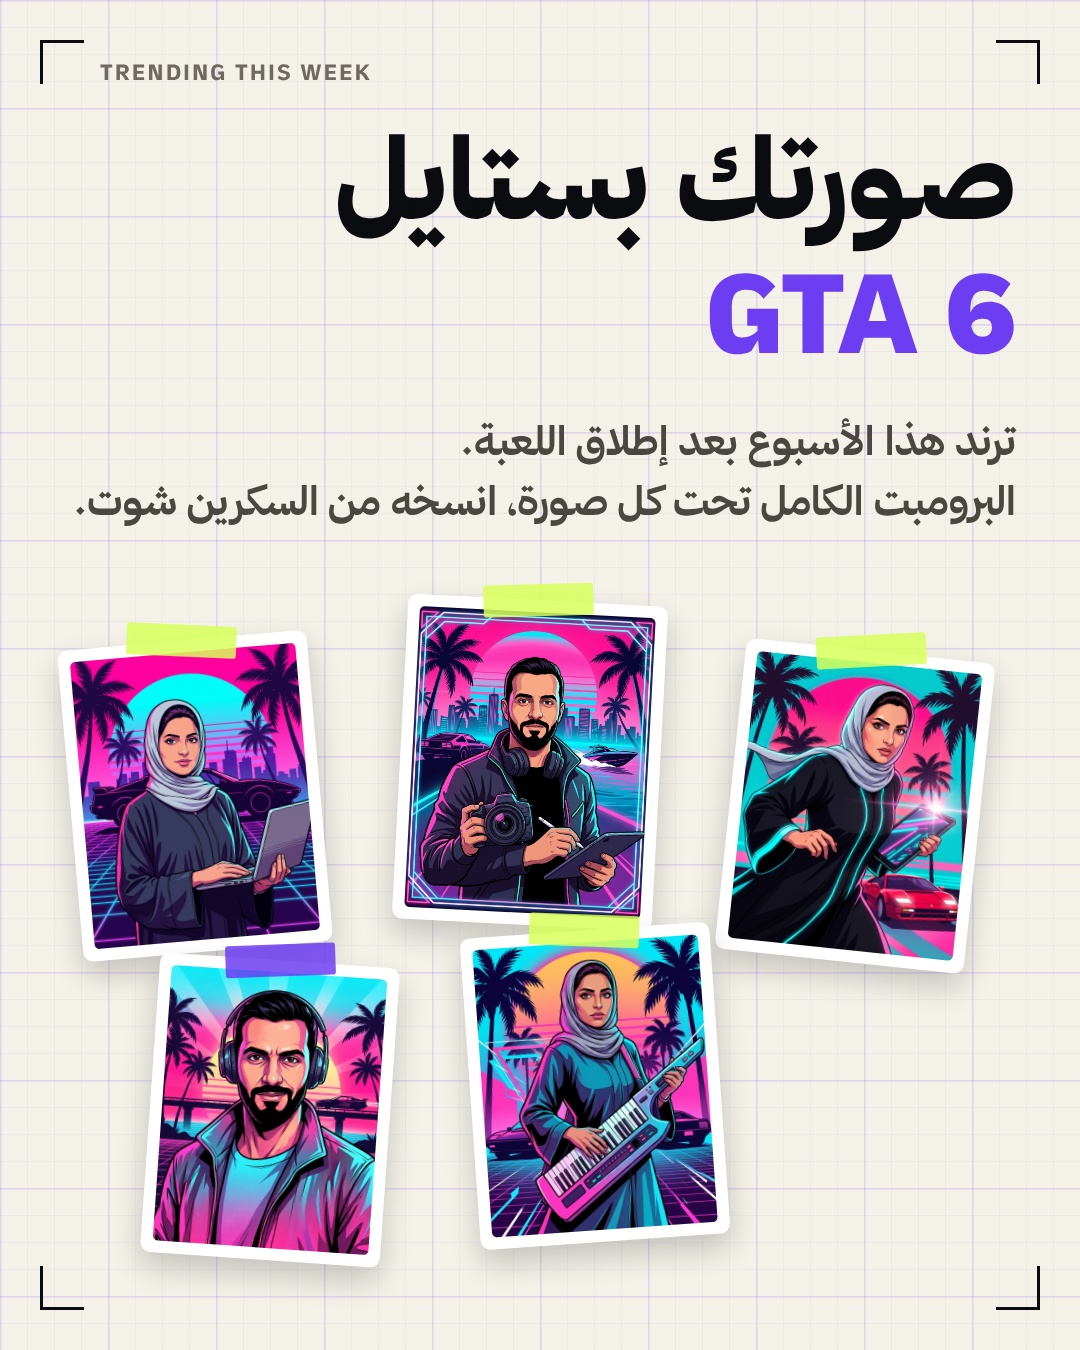 TRENDING THIS WEEK
صورتك بستايل
GTA 6
ترند هذا الأسبوع بعد إطلاق اللعبة.
البرومبت الكامل تحت كل صورة، انسخه من السكرين شوت.